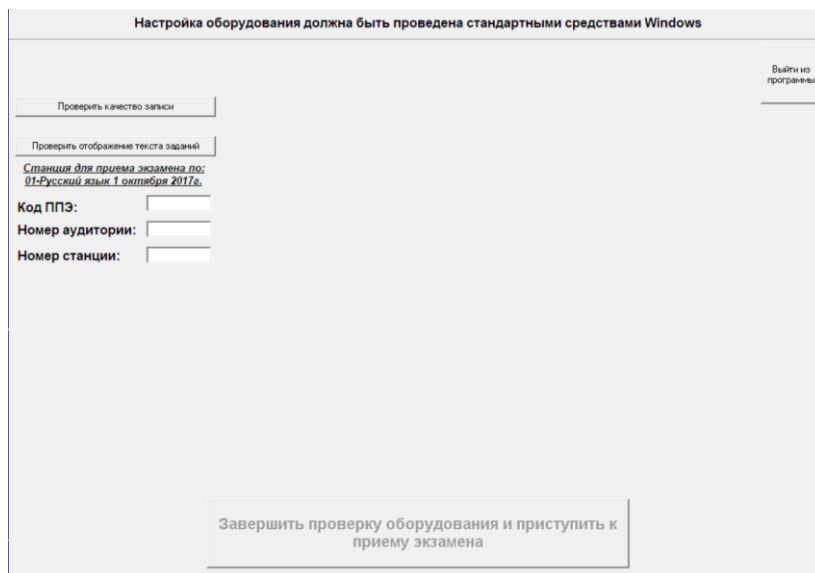 Настройка оборудования должна быть проведена стандартными средствами Windows
Выйти из
программы
Проверить качество записи
Проверить отображение текста заданий
Станция для приема экзамена по:
01-Русский язык 1 октября 2017г.
Код ППЭ:
Номер аудитории:
Номер станции:
Завершить проверку оборудования и приступить к
приему экзамена